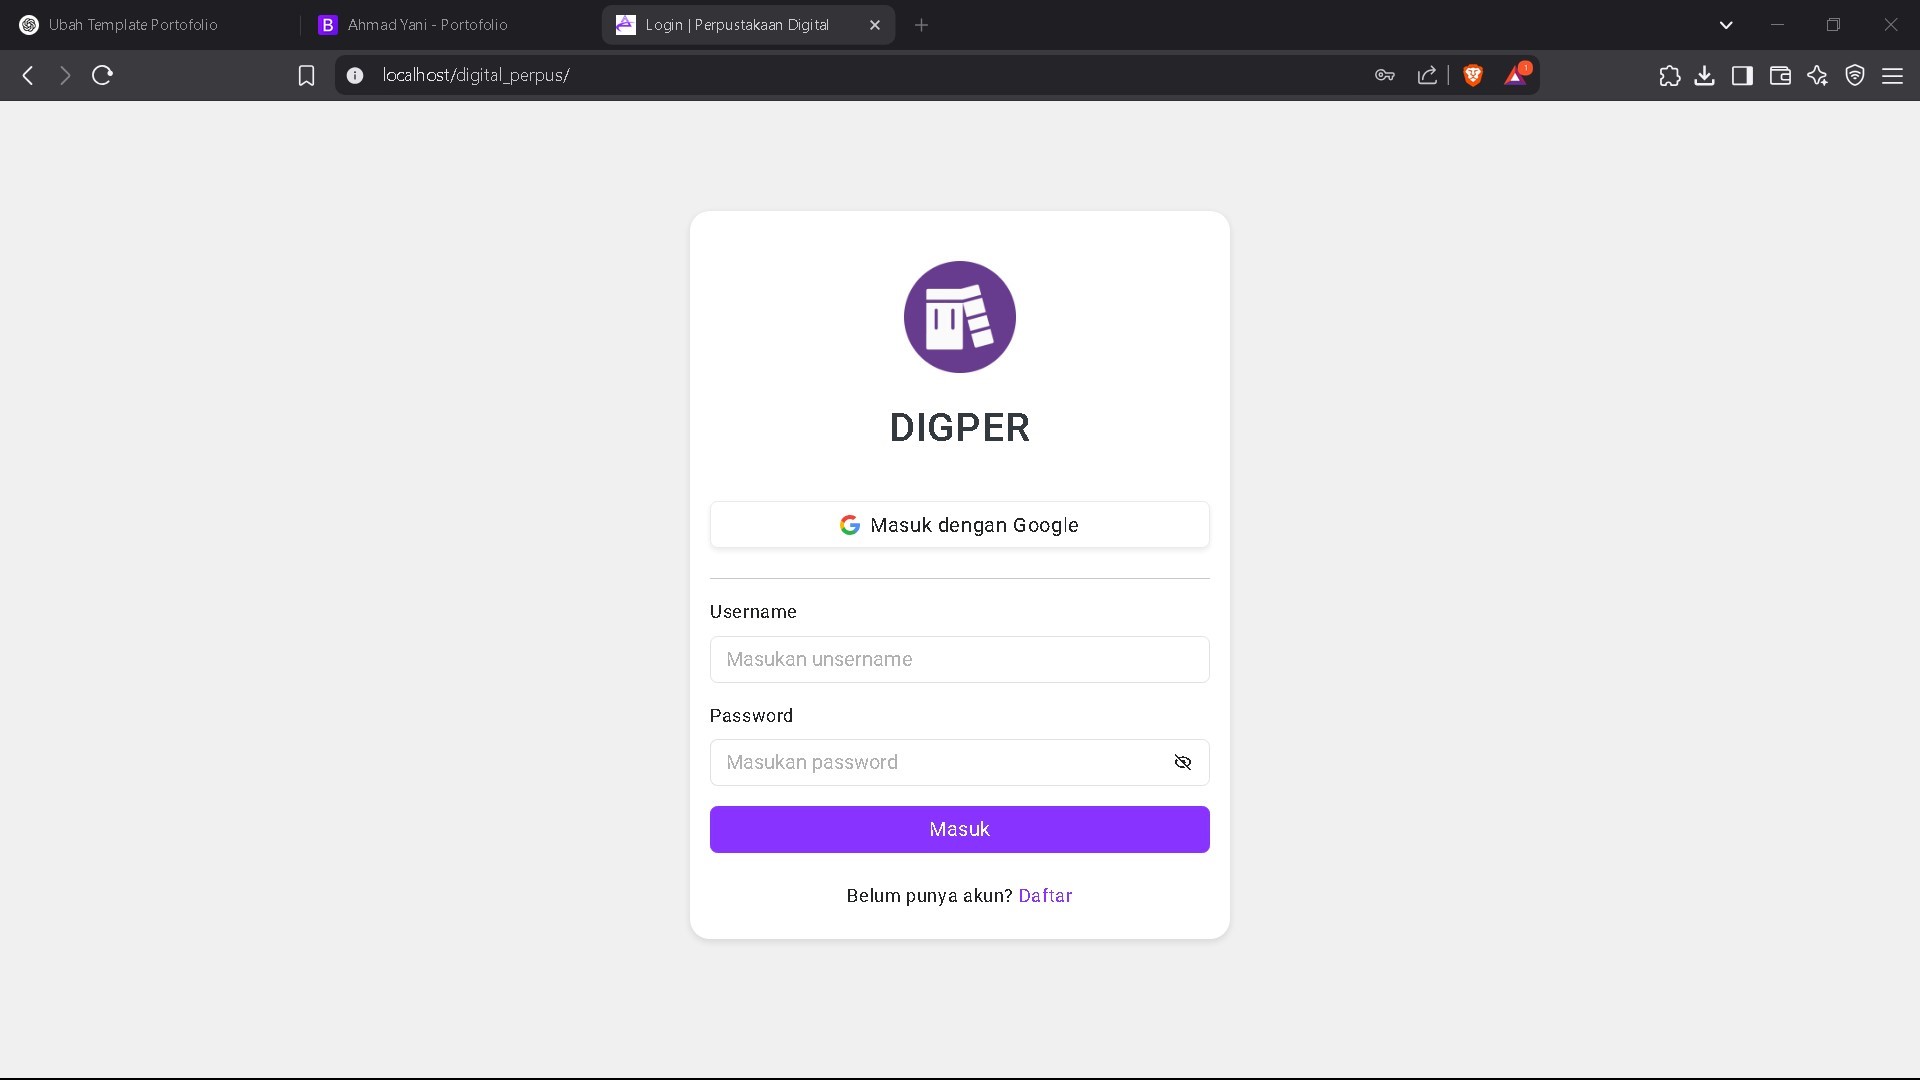 Ubah Template Portofolio
B
Ahmad Yani - Portofolio
Login | Perpustakaan Digital
localhost/digital_perpus/
1
DIGPER
Masuk dengan Google
Username
Masukan unsername
Password
Masukan password
Masuk
Belum punya akun? Daftar